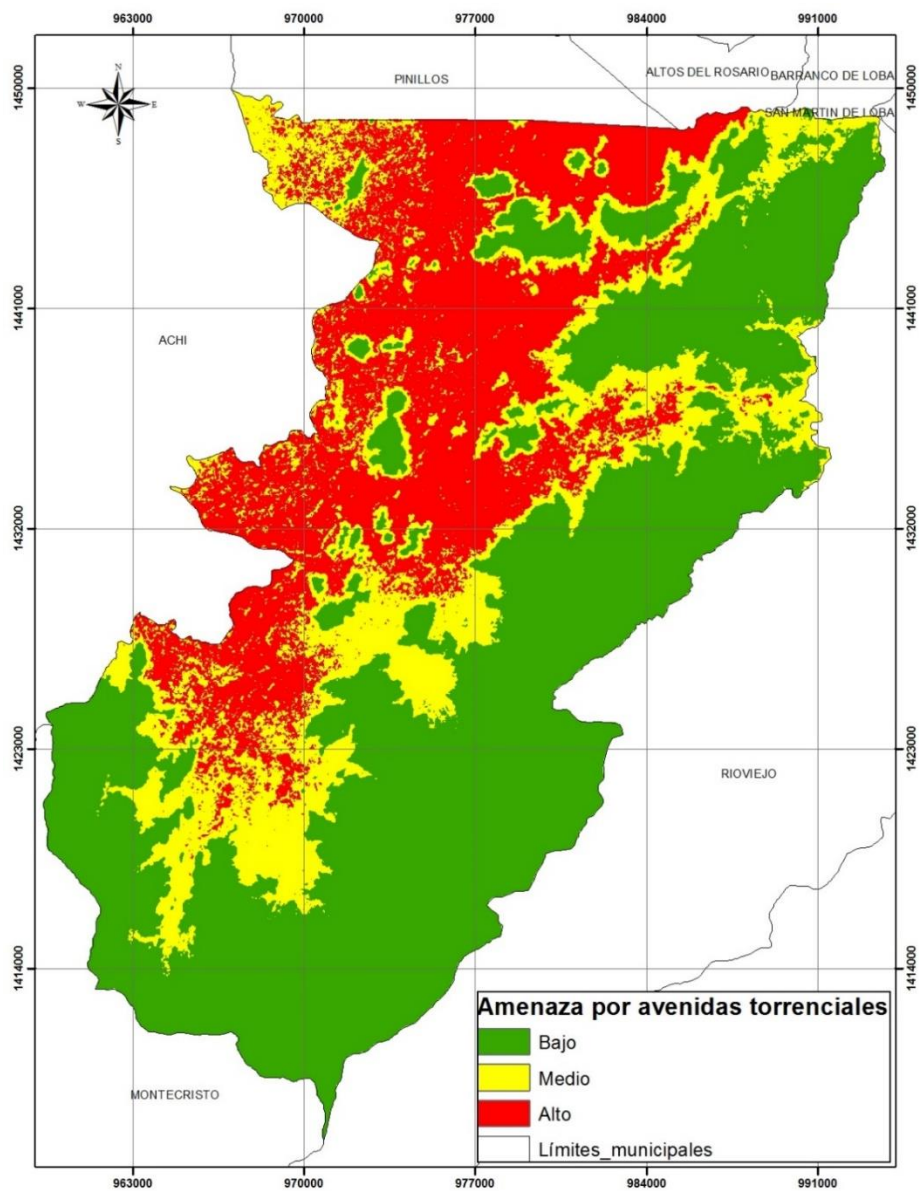 963000 970000 977000 984000 991000
N
W E
S
PINILLOS
ALTOS DEL ROSARIO
BARRANCO DE LOBA
SAN MARTIN DE LOBA
1450000 1450000
1441000 1441000
ACHI
1432000 1432000
1423000 1423000
RIOVIEJO
1414000 1414000
MONTECRISTO
Amenaza por avenidas torrenciales
Bajo
Medio
Alto
Límites_municipales
963000 970000 977000 984000 991000